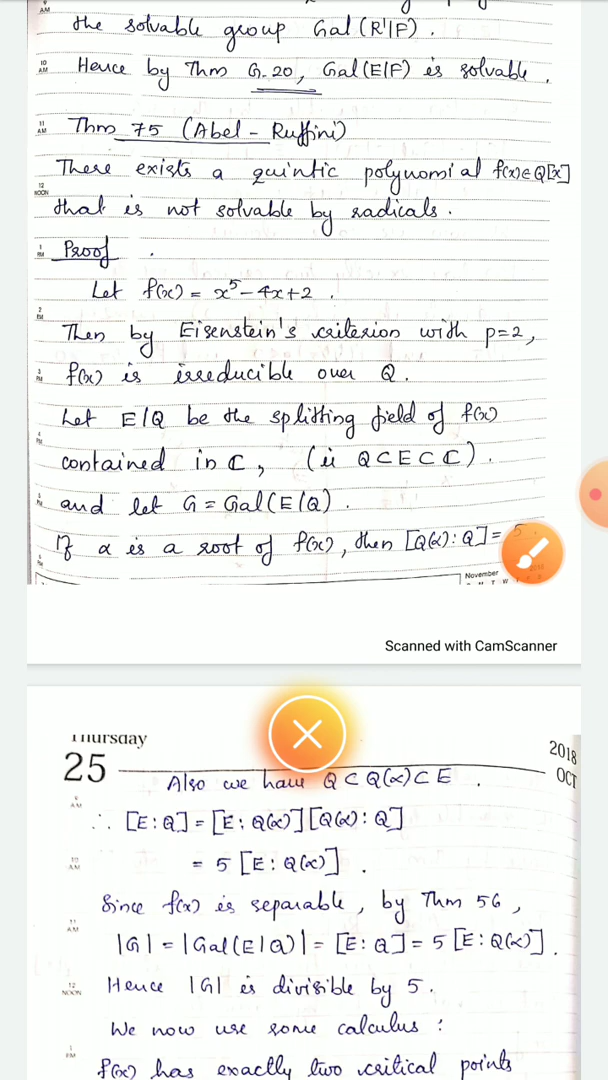 the solvable group Gal(R'|F).
Hence by Thm G.20, Gal(E|F) is solvable.
Thm 75 (Abel - Ruffini)
There exists a quintic polynomial f(x)∈Q[x]
that is not solvable by radicals.
Proof
Let f(x) = x⁵-4x+2.
Then by Eisenstein's criterion with p=2,
f(x) is irreducible over Q.
Let E|Q be the splitting field of f(x)
contained in ℂ, (ie Q⊂E⊂ℂ).
and let G = Gal(E|Q).
If α is a root of f(x), then [Q(α):Q]= 5.
November
Scanned with CamScanner
Thursday
25
2018
OCT
Also we have Q⊂Q(α)⊂E.
∴ [E:Q] = [E:Q(α)][Q(α):Q]
= 5[E:Q(α)].
Since f(x) is separable, by Thm 56,
|G| = |Gal(E|Q)| = [E:Q] = 5[E:Q(α)].
Hence |G| is divisible by 5.
We now use some calculus:
f(x) has exactly two critical points